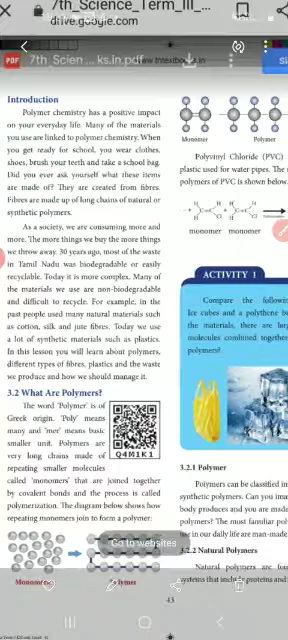 7th_Science_Term_III_...
drive.google.com
PDF 7th_Scien ... ks.in.pdf
Introduction
Polymer chemistry has a positive impact
on your everyday life. Many of the materials
you use are linked to polymer chemistry. When
you get ready for school, you wear clothes,
shoes, brush your teeth and take a school bag.
Did you ever ask yourself what these items
are made of? They are created from fibres.
Fibres are made up of long chains of natural or
synthetic polymers.
As a society, we are consuming more and
more. The more things we buy the more things
we throw away. 30 years ago, most of the waste
in Tamil Nadu was biodegradable or easily
recyclable. Today it is more complex. Many of
the materials we use are non-biodegradable
and difficult to recycle. For example, in the
past people used many natural materials such
as cotton, silk and jute fibres. Today we use
a lot of synthetic materials such as plastics.
In this lesson you will learn about polymers,
different types of fibres, plastics and the waste
we produce and how we should manage it.
3.2 What Are Polymers?
The word 'Polymer' is of
Greek origin. 'Poly' means
many and 'mer' means basic
smaller unit. Polymers are
very long chains made of
repeating smaller molecules
Q4M1K1
called 'monomers' that are joined together
by covalent bonds and the process is called
polymerization. The diagram below shows how
repeating monomers join to form a polymer:
Go to websites
Monomer Polymer
Polyvinyl Chloride (PVC)
plastic used for water pipes. The
polymers of PVC is shown below.
H H H H
+ C=C + C=C
H Cl H Cl
monomer monomer
ACTIVITY 1
Compare the
Ice cubes and a polythene
the materials, there are
molecules combined together
polymers?
3.2.1 Polymer
Polymers can be classified
synthetic polymers. Can you
body produces and you are
polymers? The most familiar
use in our daily life are man-made
3.2.2 Natural Polymers
Natural polymers are
systems that include proteins and
43